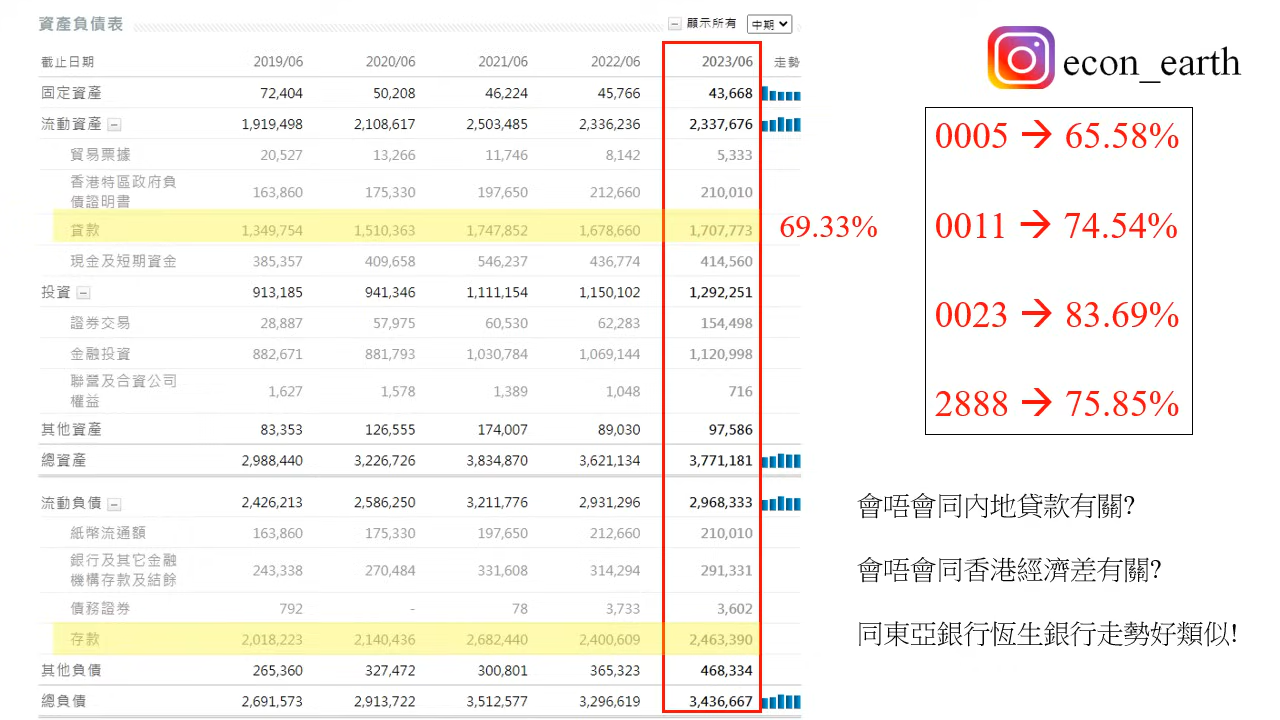 資產負債表
顯示所有 中期
截止日期 2019/06 2020/06 2021/06 2022/06 2023/06 走勢
固定資產 72,404 50,208 46,224 45,766 43,668
流動資產 1,919,498 2,108,617 2,503,485 2,336,236 2,337,676
貿易票據 20,527 13,266 11,746 8,142 5,333
香港特區政府負
債證明書 163,860 175,330 197,650 212,660 210,010
貸款 1,349,754 1,510,363 1,747,852 1,678,660 1,707,773 69.33%
現金及短期資金 385,357 409,658 546,237 436,774 414,560
投資 913,185 941,346 1,111,154 1,150,102 1,292,251
證券交易 28,887 57,975 60,530 62,283 154,498
金融投資 882,671 881,793 1,030,784 1,069,144 1,120,998
聯營及合資公司
權益 1,627 1,578 1,389 1,048 716
其他資產 83,353 126,555 174,007 89,030 97,586
總資產 2,988,440 3,226,726 3,834,870 3,621,134 3,771,181
流動負債 2,426,213 2,586,250 3,211,776 2,931,296 2,968,333
紙幣流通額 163,860 175,330 197,650 212,660 210,010
銀行及其它金融
機構存款及結餘 243,338 270,484 331,608 314,294 291,331
債務證券 792 - 78 3,733 3,602
存款 2,018,223 2,140,436 2,682,440 2,400,609 2,463,390
其他負債 265,360 327,472 300,801 365,323 468,334
總負債 2,691,573 2,913,722 3,512,577 3,296,619 3,436,667
econ_earth
0005 → 65.58%
0011 → 74.54%
0023 → 83.69%
2888 → 75.85%
會唔會同內地貸款有關?
會唔會同香港經濟差有關?
同東亞銀行恆生銀行走勢好類似!